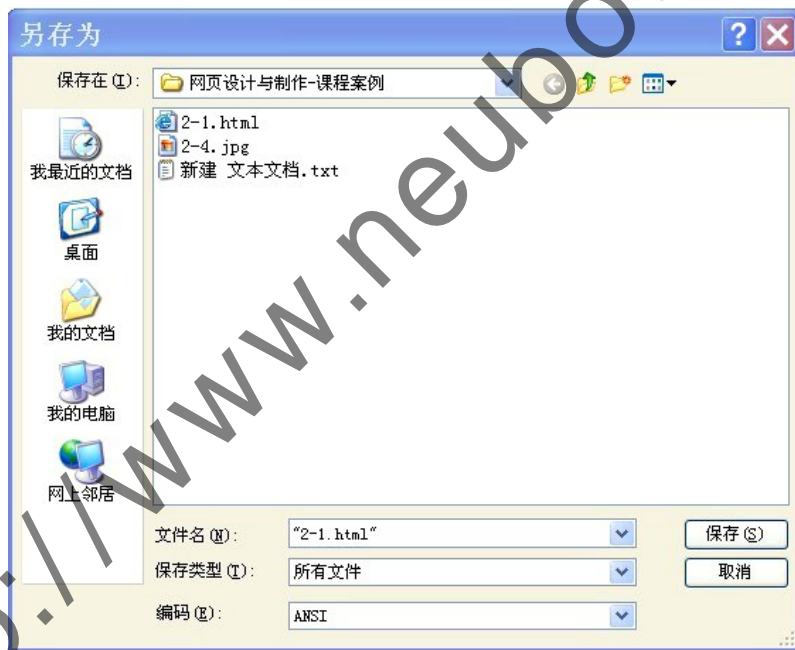 另存为
保存在(I): 网页设计与制作-课程案例
2-1.html
2-4.jpg
新建 文本文档.txt
我最近的文档
桌面
我的文档
我的电脑
网上邻居
文件名(N): "2-1.html" 保存(S)
保存类型(T): 所有文件 取消
编码(E): ANSI
://www.neubo